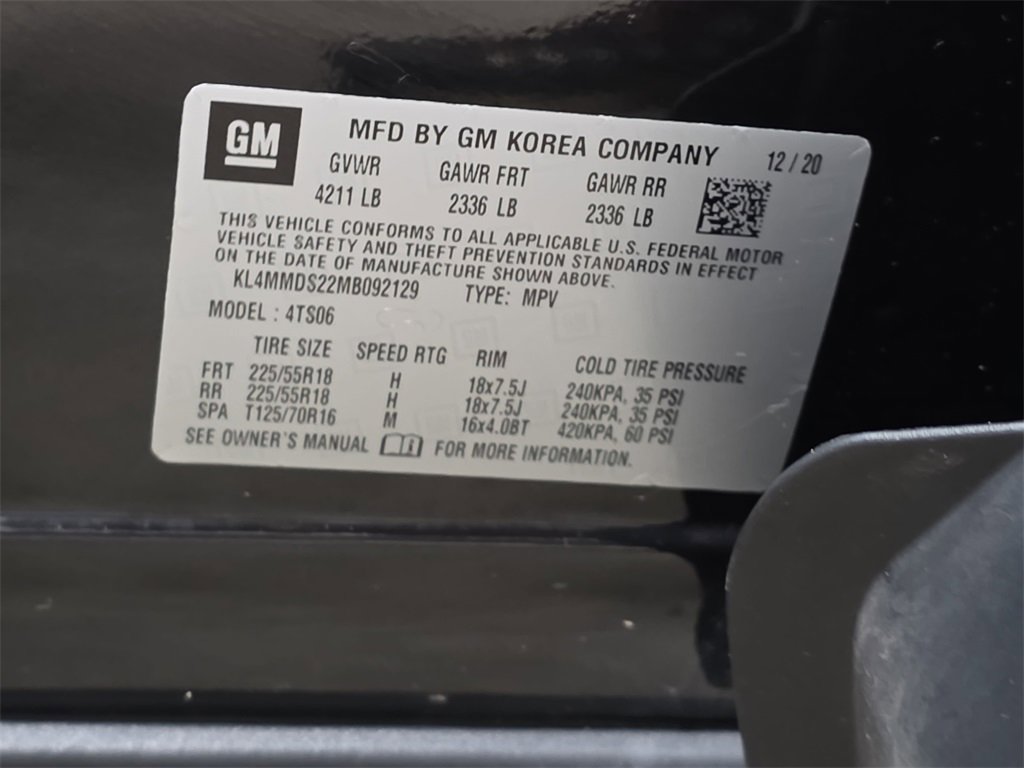 GM
MFD BY GM KOREA COMPANY 12 / 20
GVWR GAWR FRT GAWR RR
4211 LB 2336 LB 2336 LB
THIS VEHICLE CONFORMS TO ALL APPLICABLE U.S. FEDERAL MOTOR
VEHICLE SAFETY AND THEFT PREVENTION STANDARDS IN EFFECT
ON THE DATE OF MANUFACTURE SHOWN ABOVE.
KL4MMDS22MB092129 TYPE: MPV
MODEL : 4TS06
TIRE SIZE SPEED RTG RIM COLD TIRE PRESSURE
FRT 225/55R18 H 18x7.5J 240KPA, 35 PSI
RR 225/55R18 H 18x7.5J 240KPA, 35 PSI
SPA T125/70R16 M 16x4.0BT 420KPA, 60 PSI
SEE OWNER'S MANUAL FOR MORE INFORMATION.